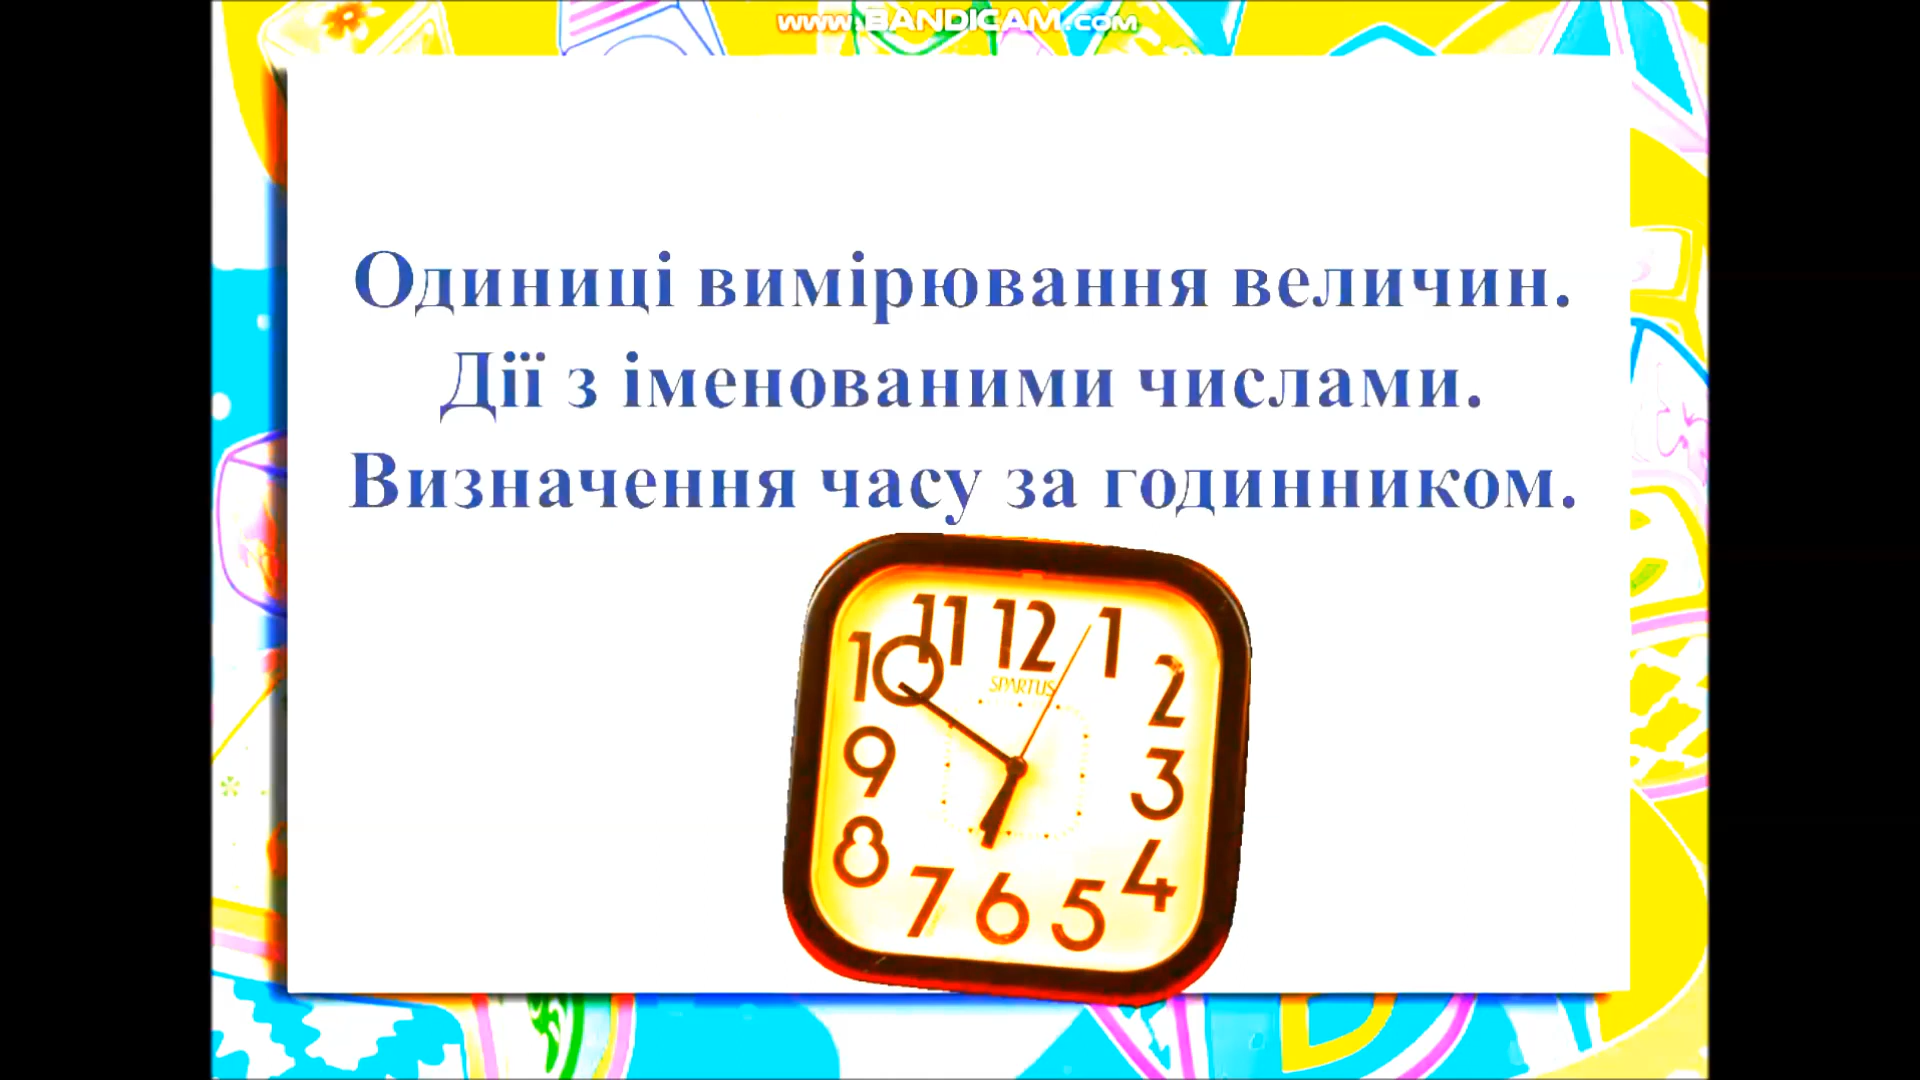 www.BANDICAM.com
Одиниці вимірювання величин.
Дії з іменованими числами.
Визначення часу за годинником.
11 12 1
10 2
SPARTUS
9 3
8 4
7 6 5